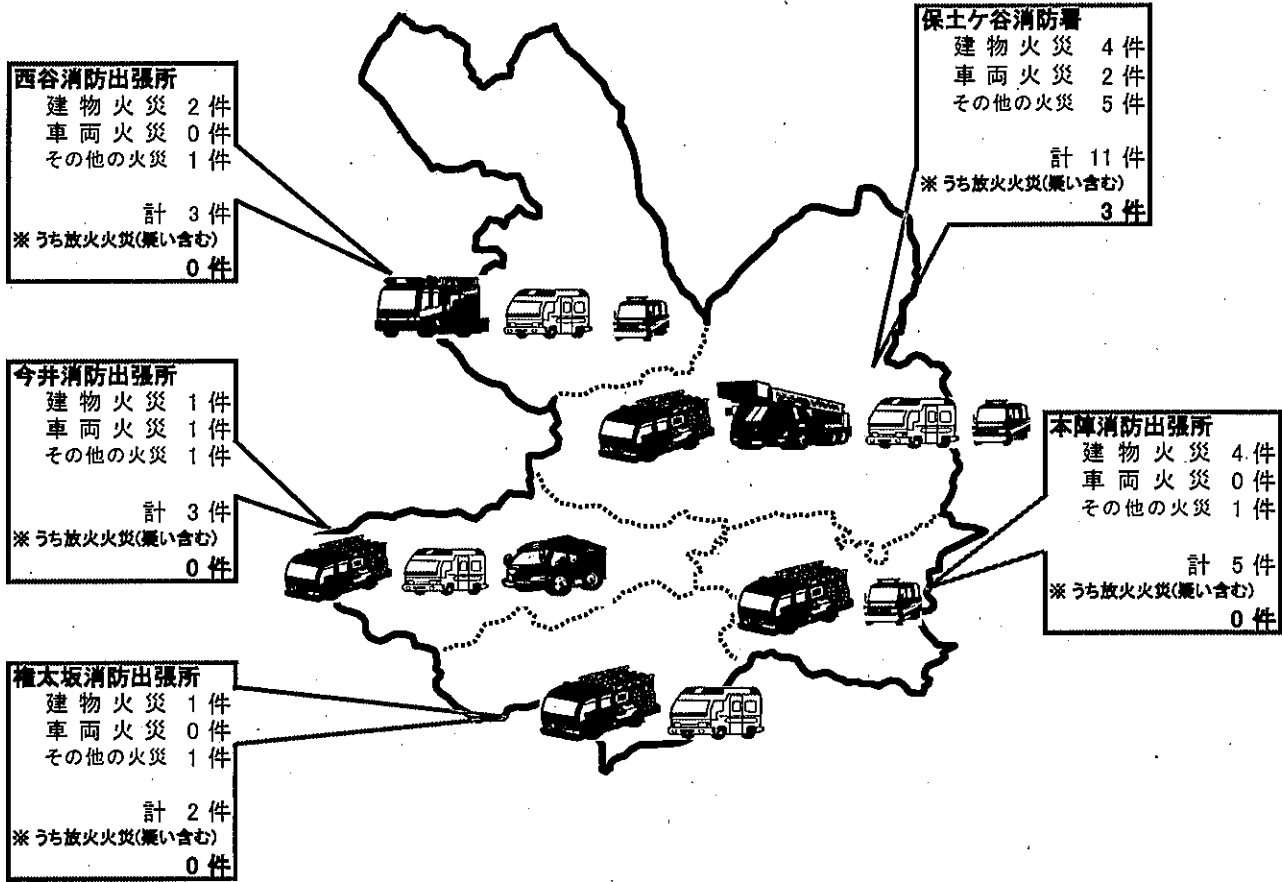 西谷消防出張所
建物火災 2件
車両火災 0件
その他の火災 1件
計 3件
※うち放火火災(疑い含む)
0件
保土ケ谷消防署
建物火災 4件
車両火災 2件
その他の火災 5件
計 11件
※うち放火火災(疑い含む)
3件
今井消防出張所
建物火災 1件
車両火災 1件
その他の火災 1件
計 3件
※うち放火火災(疑い含む)
0件
本陣消防出張所
建物火災 4件
車両火災 0件
その他の火災 1件
計 5件
※うち放火火災(疑い含む)
0件
権太坂消防出張所
建物火災 1件
車両火災 0件
その他の火災 1件
計 2件
※うち放火火災(疑い含む)
0件